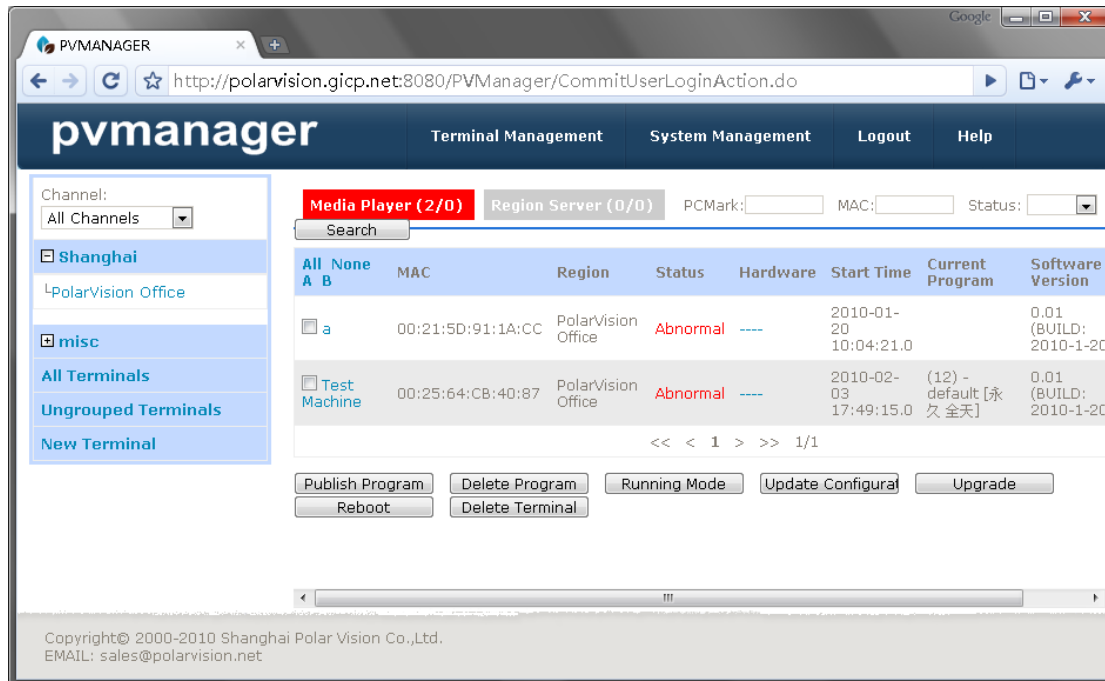 Google
PVMANAGER
http://polarvision.gicp.net:8080/PVManager/CommitUserLoginAction.do
pvmanager
Terminal Management System Management Logout Help
Channel:
All Channels
Shanghai
PolarVision Office
misc
All Terminals
Ungrouped Terminals
New Terminal
Media Player (2/0) Region Server (0/0) PCMark: MAC: Status:
Search
All None MAC Region Status Hardware Start Time Current Software
A B Program Version
a 00:21:5D:91:1A:CC PolarVision Abnormal ---- 2010-01- 0.01
Office 20 (BUILD:
10:04:21.0 2010-1-20
Test 00:25:64:CB:40:87 PolarVision Abnormal ---- 2010-02- (12) - 0.01
Machine Office 03 default [永 (BUILD:
17:49:15.0 久 全天] 2010-1-20
<< < 1 > >> 1/1
Publish Program Delete Program Running Mode Update Configurat Upgrade
Reboot Delete Terminal
Copyright© 2000-2010 Shanghai Polar Vision Co.,Ltd.
EMAIL: sales@polarvision.net